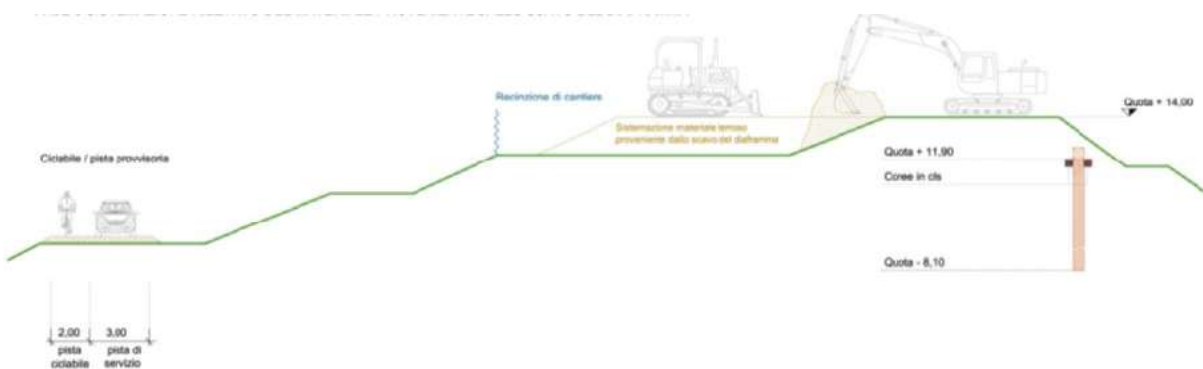 Recinzione di cantiere
Quota + 14,00
Sistemazione materiale terroso
proveniente dallo scavo del diaframma
Ciclabile / pista provvisoria
Quota + 11,90
Coree in cls
Quota - 8,10
2,00 3,00
pista pista di
ciclabile servizio